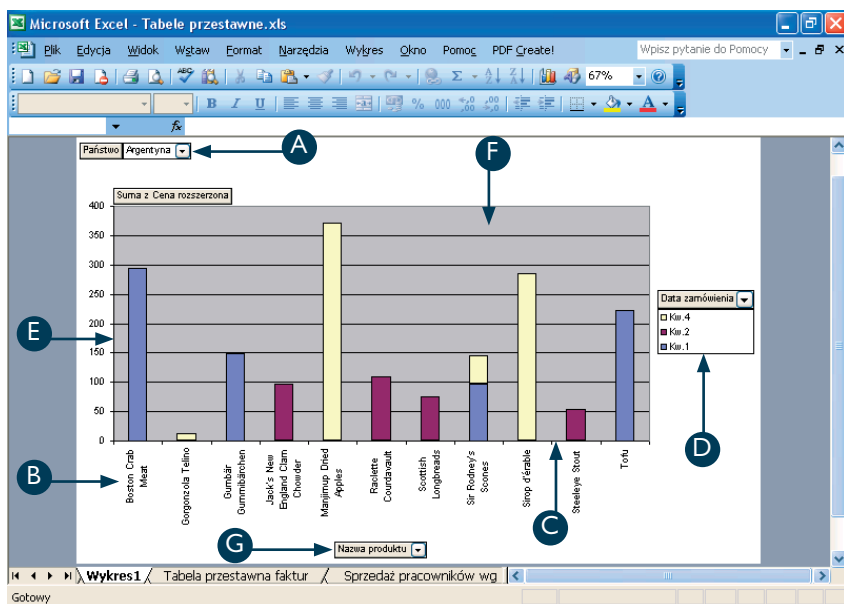 Microsoft Excel - Tabele przestawne.xls
Plik Edycja Widok Wstaw Format Narzędzia Wykres Okno Pomoc PDF Create! Wpisz pytanie do Pomocy
67%
B I U % 000
fx
Państwo Argentyna
A
F
Suma z Cena rozszerzona
400
350
300
250
200
150
100
50
0
E
Data zamówienia
Kw.4
Kw.2
Kw.1
D
B
C
Boston Crab Meat
Gorgonzola Telino
Gumbär Gummibärchen
Jack's New England Clam Chowder
Manjimup Dried Apples
Raclette Courdavault
Scottish Longbreads
Sir Rodney's Scones
Sirop d'érable
Steeleye Stout
Tofu
G
Nazwa produktu
Wykres1 Tabela przestawna faktur Sprzedaż pracowników wg
Gotowy